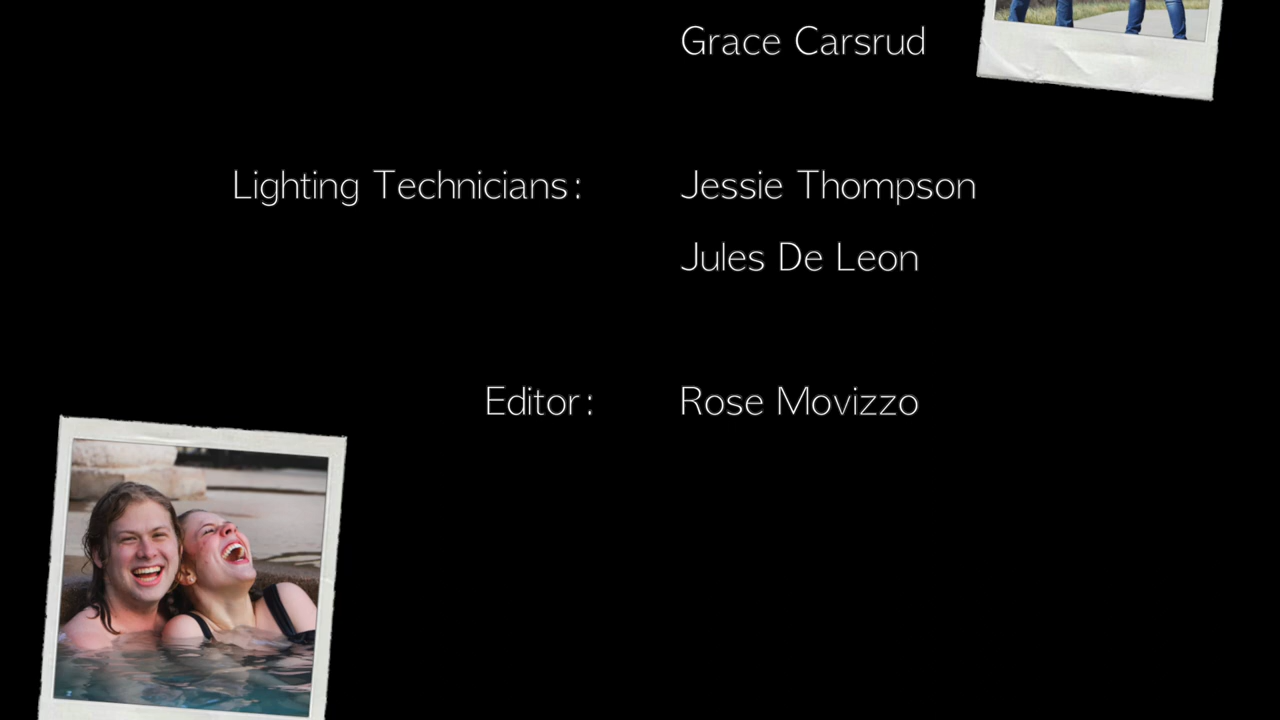 Grace Carsrud
Lighting Technicians: Jessie Thompson
Jules De Leon
Editor: Rose Movizzo